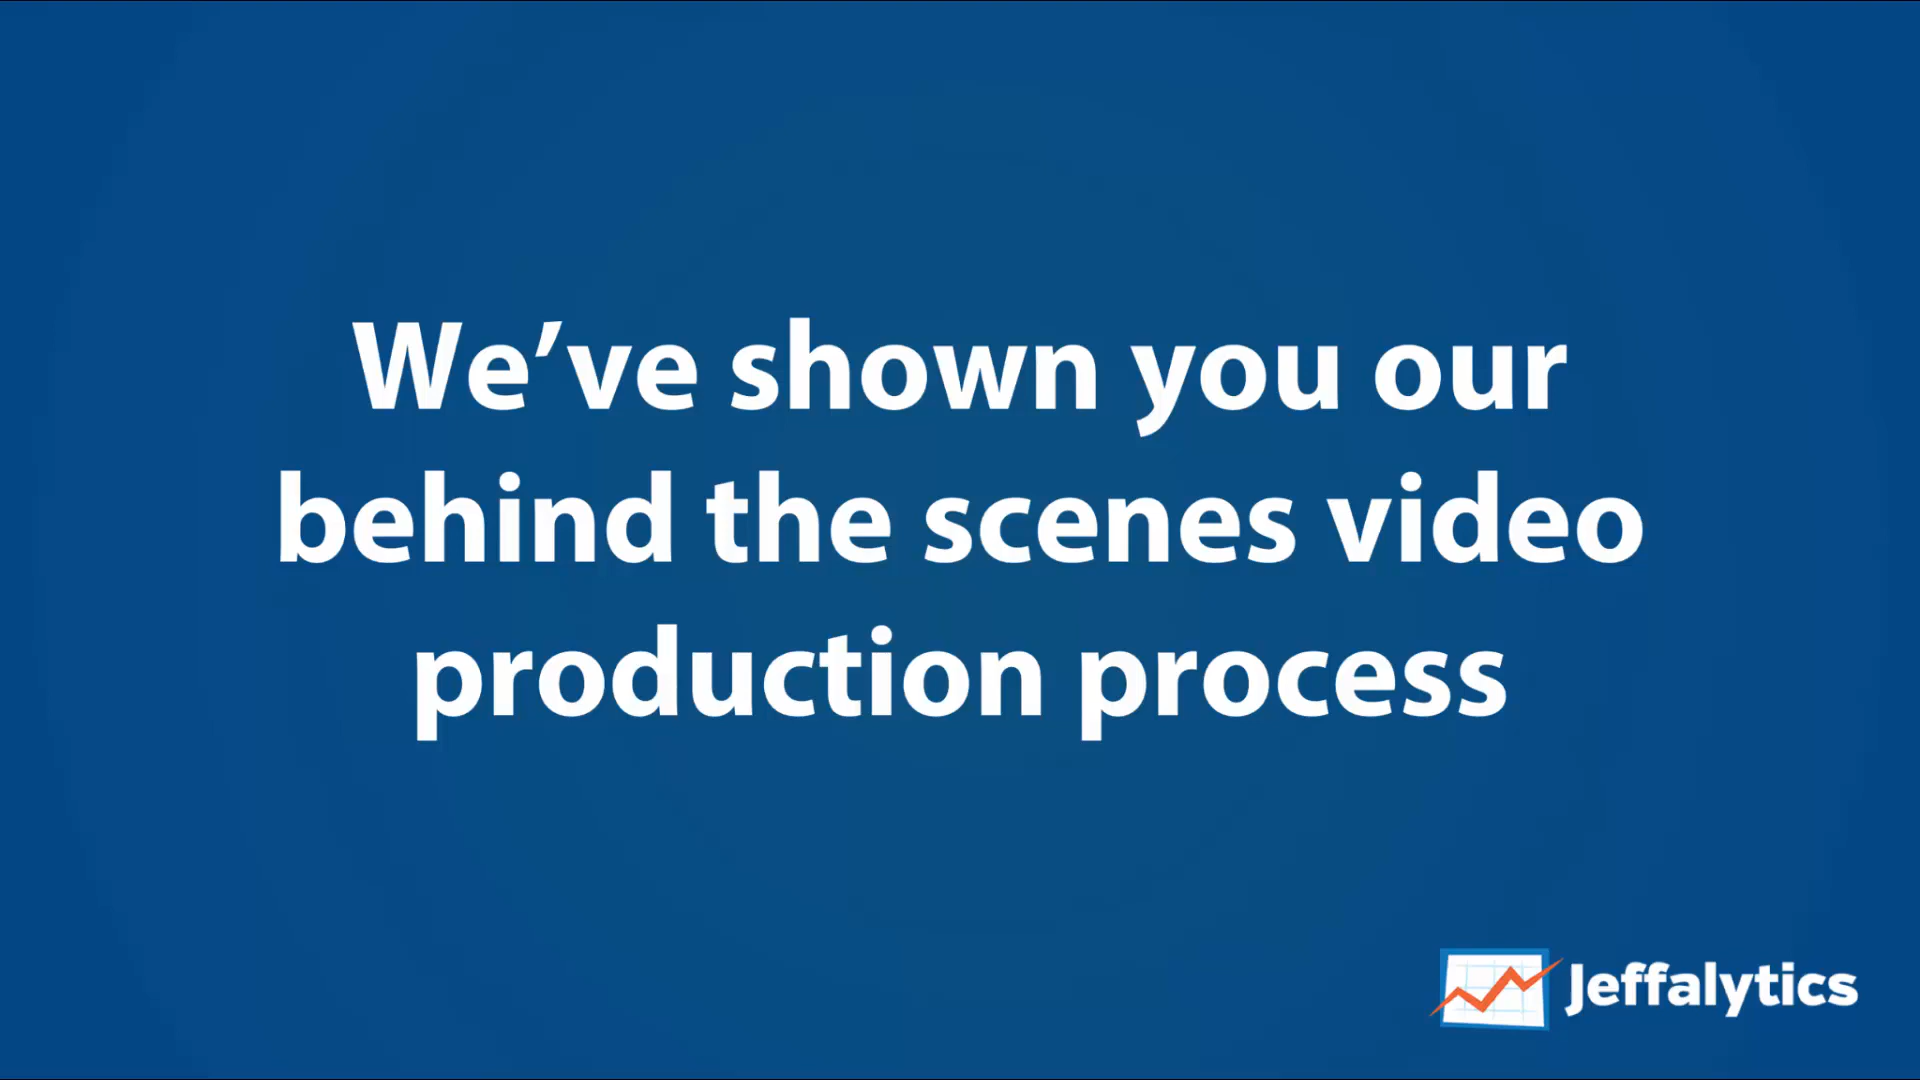 We’ve shown you our
behind the scenes video
production process
Jeffalytics